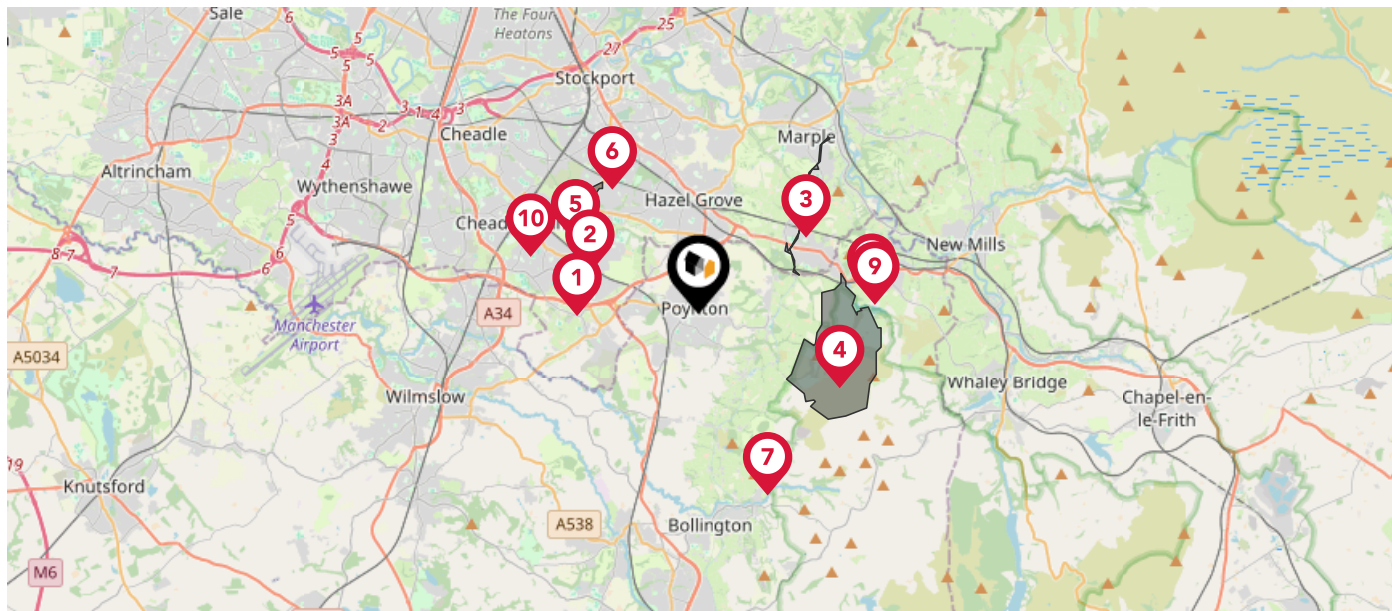 Sale
6
The Four
Heatons
25
5
5
5
5
27
Stockport
3A
3
1
4
3
3A
2
Cheadle
Marple
3
6
Altrincham
4
Wythenshawe
5
3
Hazel Grove
10
Chead
2
5
New Mills
8
7
6
6
7
9
1
Poynton
A34
Manchester
Airport
4
A5034
Wilmslow
Whaley Bridge
Chapel-en-
le-Frith
7
19
Knutsford
A538
Bollington
M6